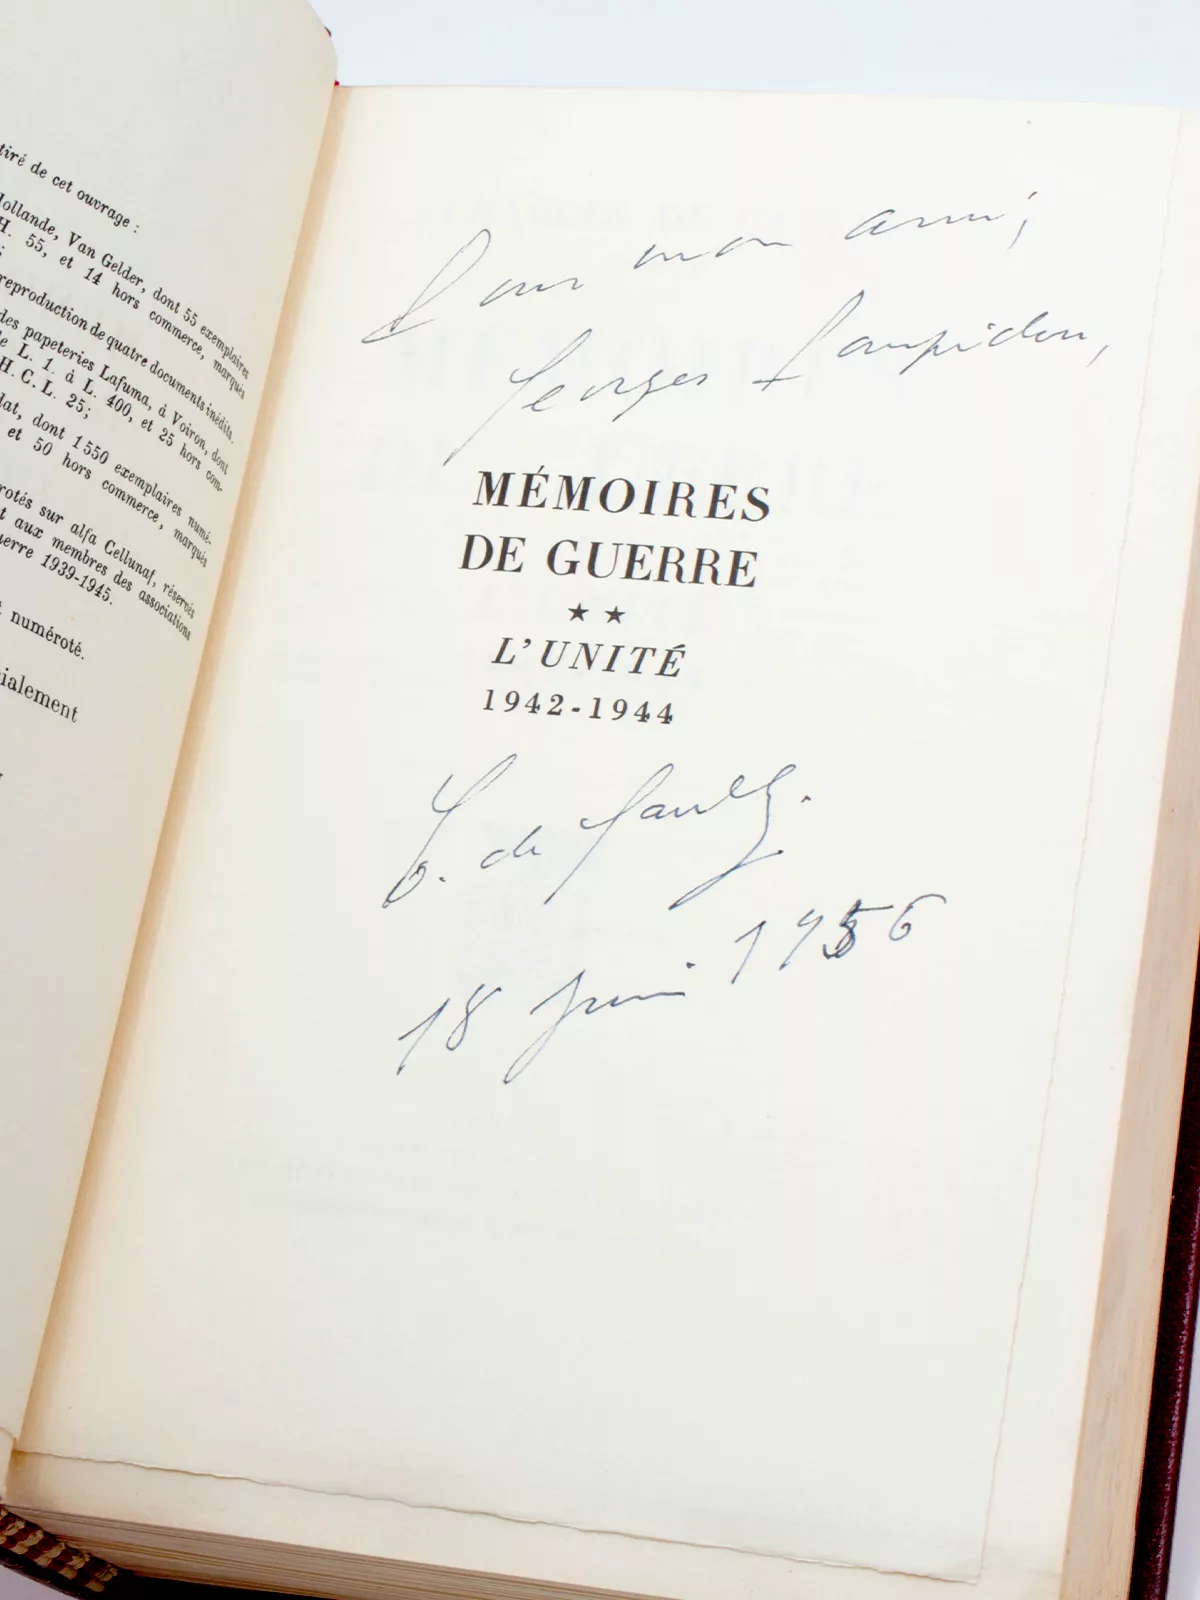 tiré de cet ouvrage :
Hollande, Van Gelder, dont 55 exemplaires
H. 55, et 14 hors commerce, marqués
reproduction de quatre documents inédits.
des papeteries Lafuma, à Voiron, dont
L. 1. à L. 400, et 25 hors com-
H. C. L. 25;
dont 1550 exemplaires numé-
et 50 hors commerce, marqués
sur alfa Cellunaf, réservés
aux membres des associations
1939-1945.
numéroté.
Pour mon ami,
Georges Pompidou,
MÉMOIRES
DE GUERRE
★ ★
L'UNITÉ
1942-1944
C. de Gaulle.
18 Juin 1956